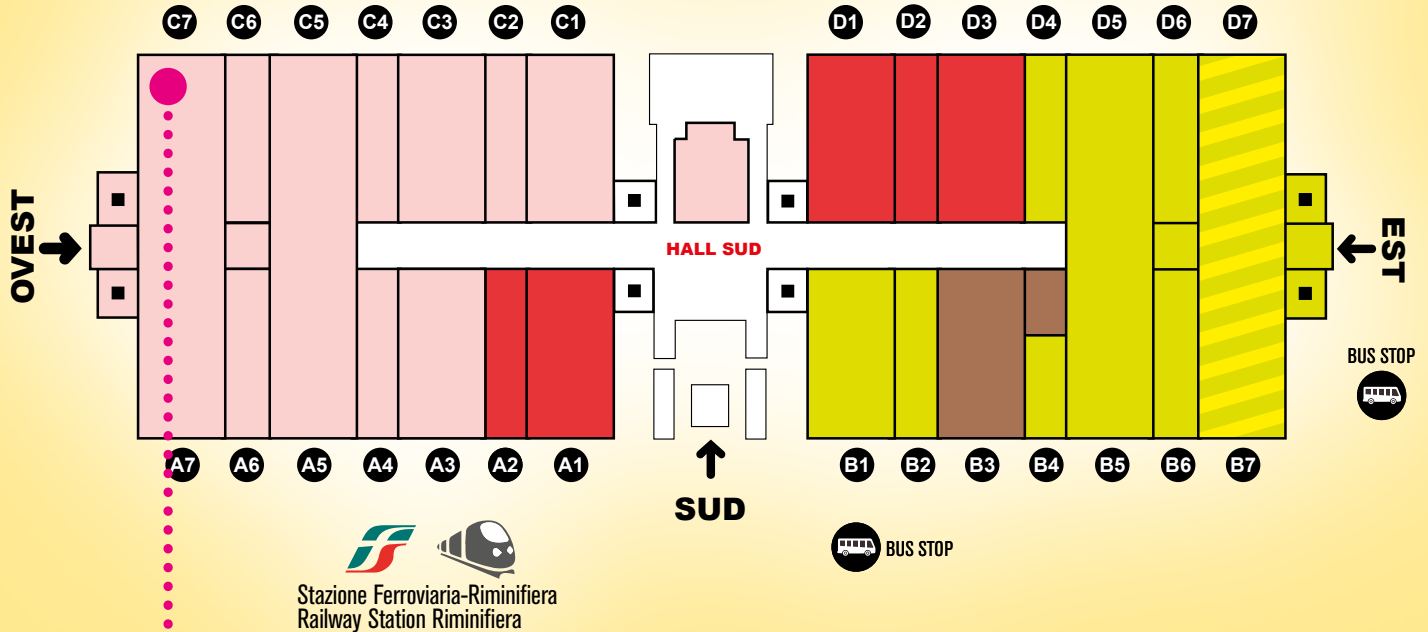 C7 C6 C5 C4 C3 C2 C1 D1 D2 D3 D4 D5 D6 D7
OVEST
HALL SUD
EST
BUS STOP
A7 A6 A5 A4 A3 A2 A1 B1 B2 B3 B4 B5 B6 B7
SUD
BUS STOP
Stazione Ferroviaria-Riminifiera
Railway Station Riminifiera